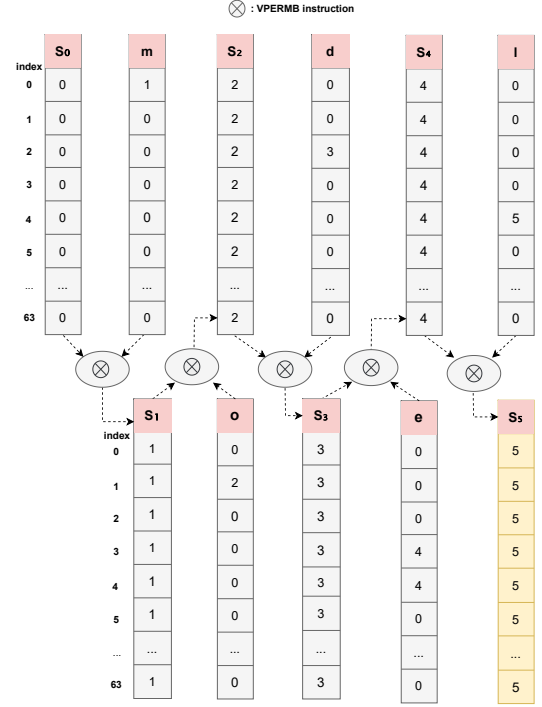 ⊗ : VPERMB instruction
S₀ m S₂ d S₄ l
index
0 0 1 2 0 4 0
1 0 0 2 0 4 0
2 0 0 2 3 4 0
3 0 0 2 0 4 0
4 0 0 2 0 4 5
5 0 0 2 0 4 0
... ... ... ... ... ... ...
63 0 0 2 0 4 0
S₁ o S₃ e S₅
index
0 1 0 3 0 5
1 1 2 3 0 5
2 1 0 3 0 5
3 1 0 3 4 5
4 1 0 3 4 5
5 1 0 3 0 5
... ... ... ... ... ...
63 1 0 3 0 5